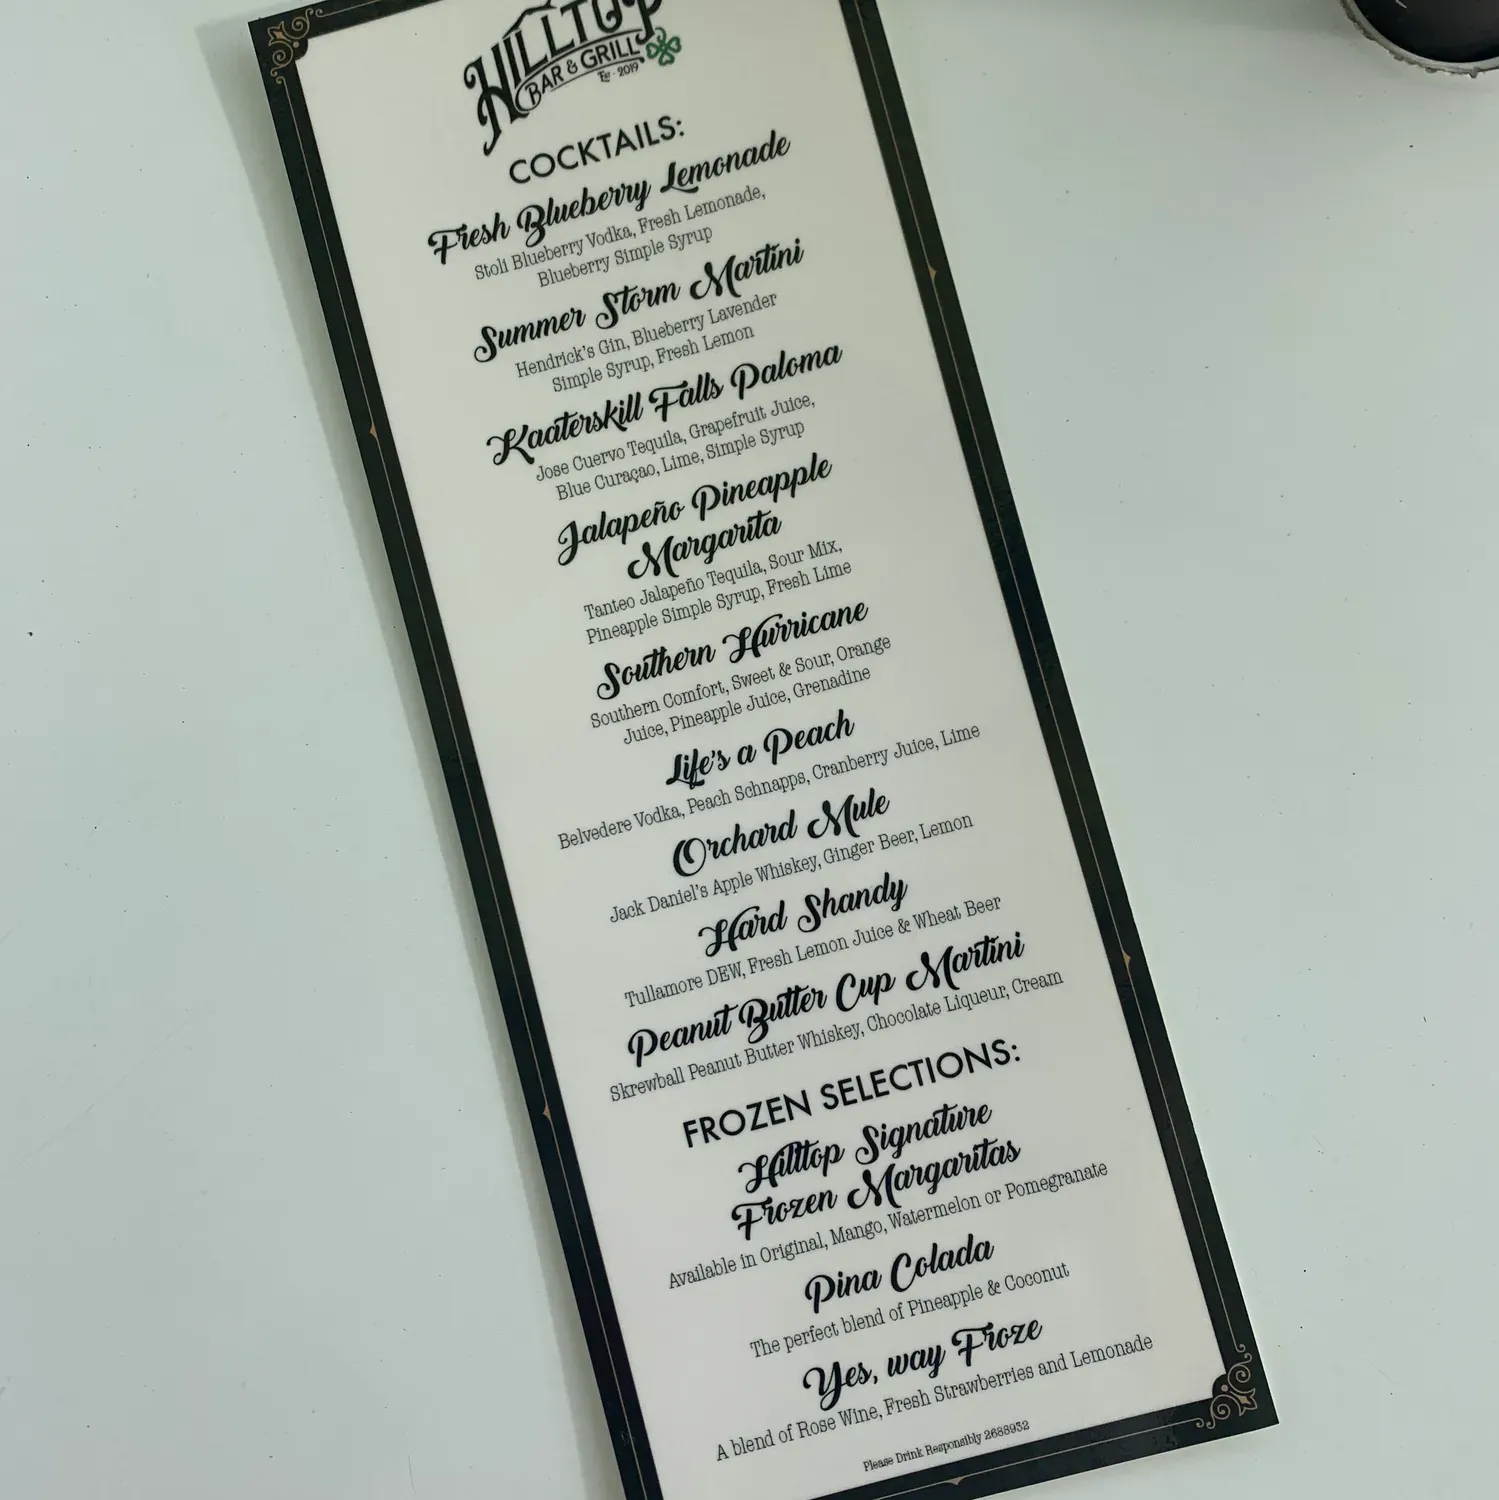 HILLTOP
BAR & GRILL
Est · 2019
COCKTAILS:
Fresh Blueberry Lemonade
Stoli Blueberry Vodka, Fresh Lemonade,
Blueberry Simple Syrup
Summer Storm Martini
Hendrick's Gin, Blueberry Lavender
Simple Syrup, Fresh Lemon
Kaaterskill Falls Paloma
Jose Cuervo Tequila, Grapefruit Juice,
Blue Curaçao, Lime, Simple Syrup
Jalapeño Pineapple
Margarita
Tanteo Jalapeño Tequila, Sour Mix,
Pineapple Simple Syrup, Fresh Lime
Southern Hurricane
Southern Comfort, Sweet & Sour, Orange
Juice, Pineapple Juice, Grenadine
Life's a Peach
Belvedere Vodka, Peach Schnapps, Cranberry Juice, Lime
Orchard Mule
Jack Daniel's Apple Whiskey, Ginger Beer, Lemon
Hard Shandy
Tullamore DEW, Fresh Lemon Juice & Wheat Beer
Peanut Butter Cup Martini
Skrewball Peanut Butter Whiskey, Chocolate Liqueur, Cream
FROZEN SELECTIONS:
Hilltop Signature
Frozen Margaritas
Available in Original, Mango, Watermelon or Pomegranate
Pina Colada
The perfect blend of Pineapple & Coconut
Yes, way Froze
A blend of Rose Wine, Fresh Strawberries and Lemonade
Please Drink Responsibly 2688932